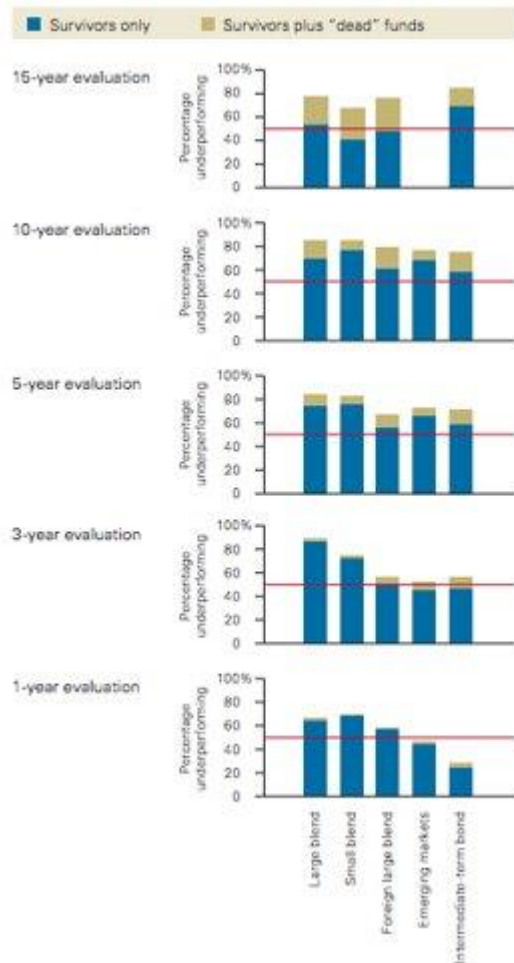 Survivors only Survivors plus “dead” funds
15-year evaluation
Percentage
underperforming
100%
80
60
40
20
0
10-year evaluation
Percentage
underperforming
100%
80
60
40
20
0
5-year evaluation
Percentage
underperforming
100%
80
60
40
20
0
3-year evaluation
Percentage
underperforming
100%
80
60
40
20
0
1-year evaluation
Percentage
underperforming
100%
80
60
40
20
0
Large blend
Small blend
Foreign large blend
Emerging markets
Intermediate-term bond